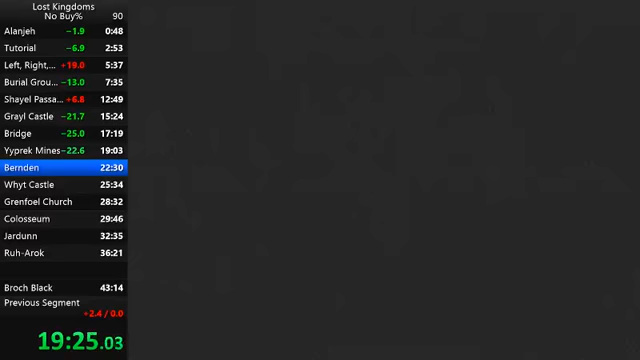 Lost Kingdoms
No Buy% 90
Alanjeh −1.9 0:48
Tutorial −6.9 2:53
Left, Right,... +19.0 5:37
Burial Grou... −13.0 7:35
Shayel Passa... +6.8 12:49
Grayl Castle −21.7 15:24
Bridge −25.0 17:19
Yyprek Mines −22.6 19:03
Bernden 22:30
Whyt Castle 25:34
Grenfoel Church 28:32
Colosseum 29:46
Jardunn 32:35
Ruh-Arok 36:21
Broch Black 43:14
Previous Segment
+2.4 / 0.0
19:25.03